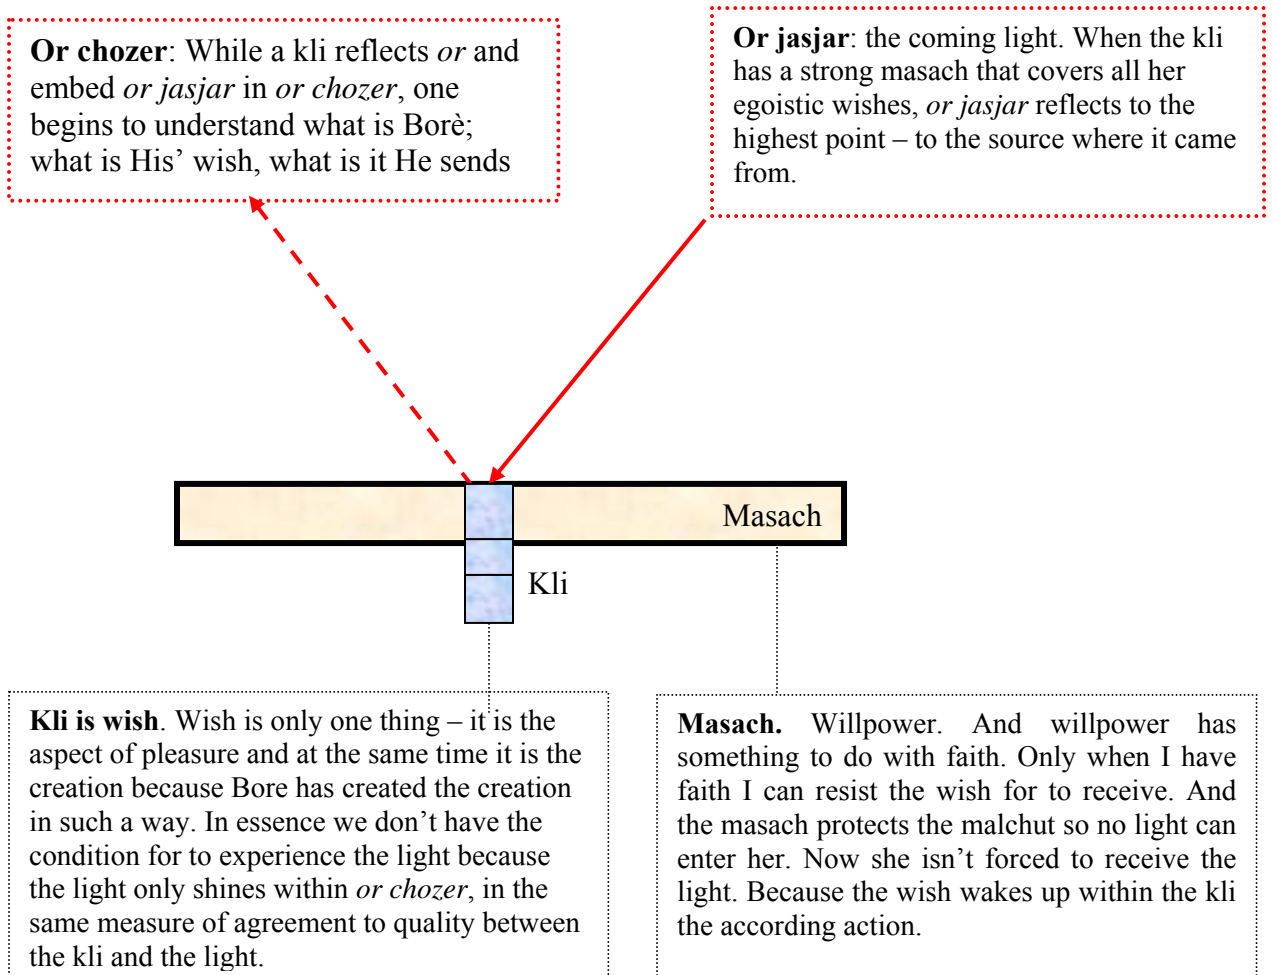 Or chozer: While a kli reflects or and
embed or jasjar in or chozer, one
begins to understand what is Borè;
what is His’ wish, what is it He sends
Or jasjar: the coming light. When the kli
has a strong masach that covers all her
egoistic wishes, or jasjar reflects to the
highest point – to the source where it came
from.
Masach
Kli
Kli is wish. Wish is only one thing – it is the
aspect of pleasure and at the same time it is the
creation because Bore has created the creation
in such a way. In essence we don’t have the
condition for to experience the light because
the light only shines within or chozer, in the
same measure of agreement to quality between
the kli and the light.
Masach. Willpower. And willpower has
something to do with faith. Only when I have
faith I can resist the wish for to receive. And
the masach protects the malchut so no light can
enter her. Now she isn’t forced to receive the
light. Because the wish wakes up within the kli
the according action.